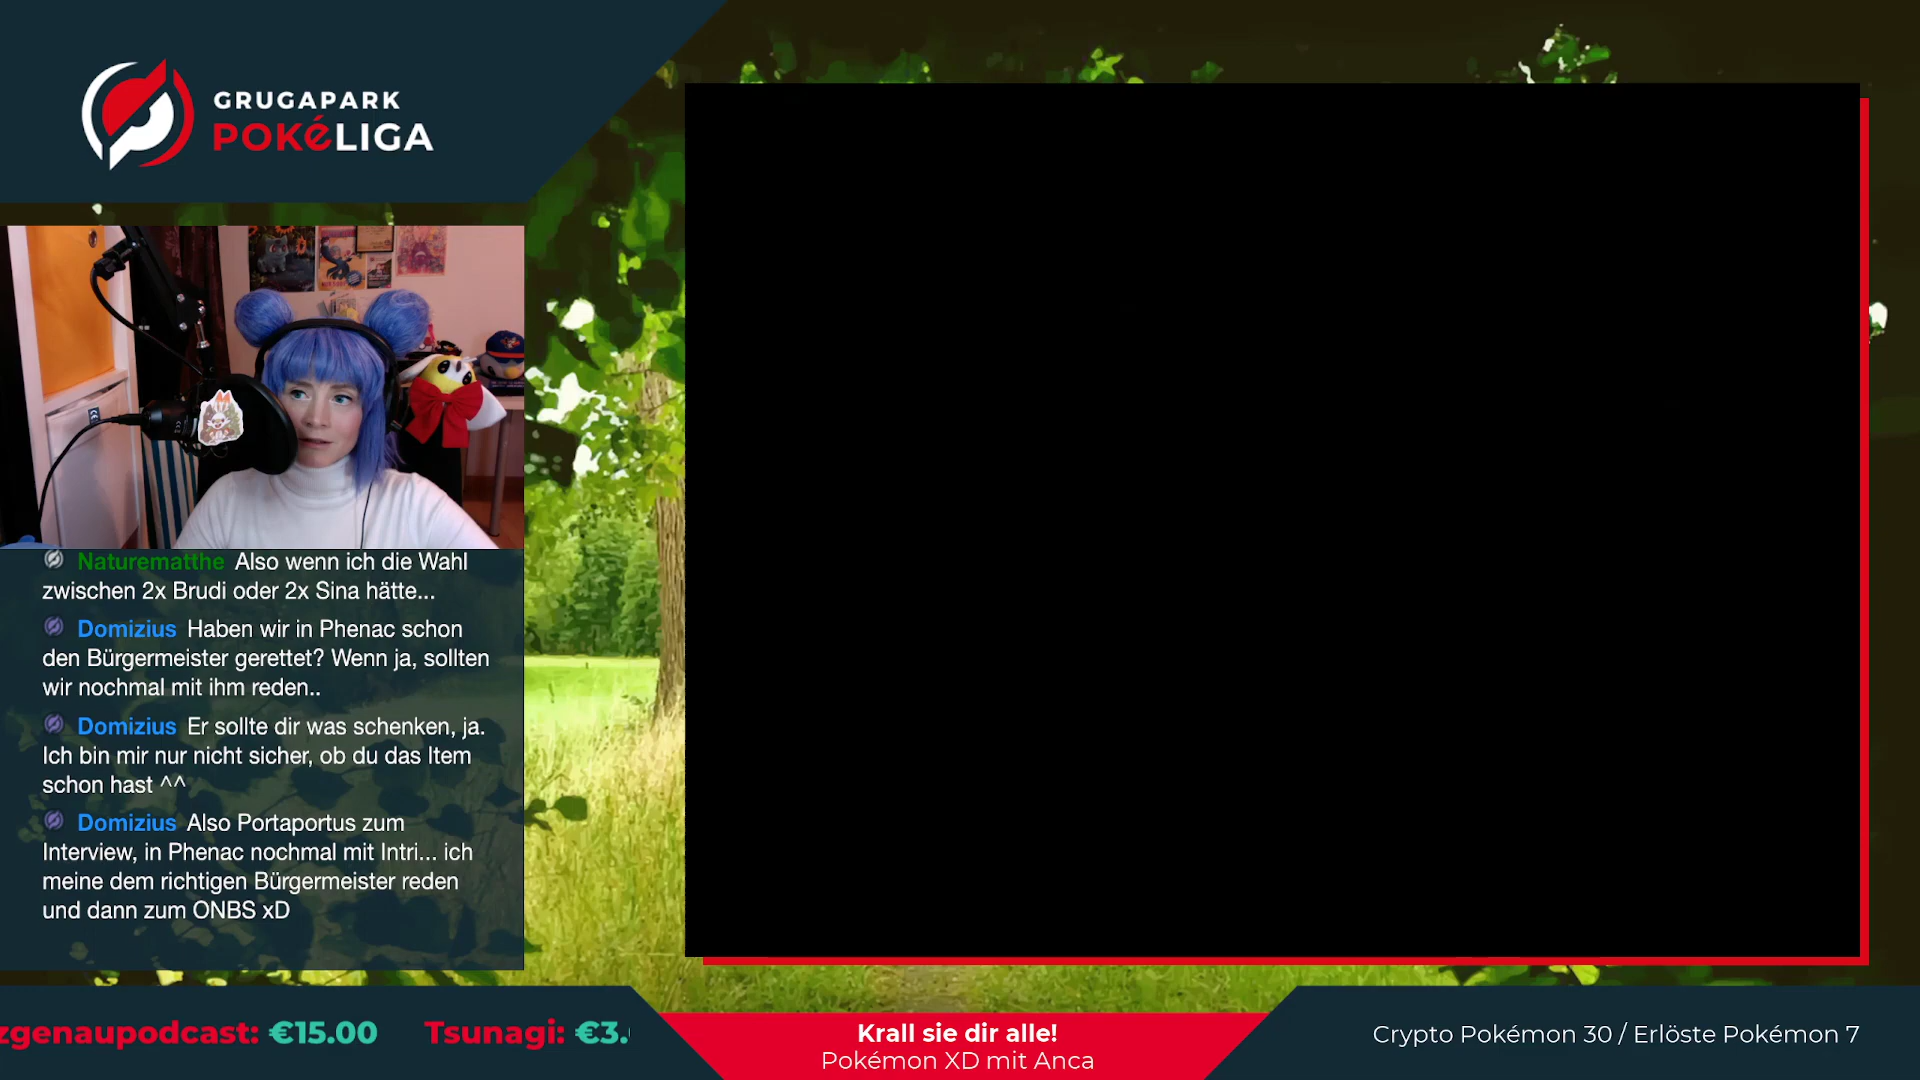 GRUGAPARK
POKéLIGA
Naturematthe Also wenn ich die Wahl
zwischen 2x Brudi oder 2x Sina hätte...
Domizius Haben wir in Phenac schon
den Bürgermeister gerettet? Wenn ja, sollten
wir nochmal mit ihm reden..
Domizius Er sollte dir was schenken, ja.
Ich bin mir nur nicht sicher, ob du das Item
schon hast ^^
Domizius Also Portaportus zum
Interview, in Phenac nochmal mit Intri... ich
meine dem richtigen Bürgermeister reden
und dann zum ONBS xD
zgenaupodcast: €15.00 Tsunagi: €3.
Krall sie dir alle!
Pokémon XD mit Anca
Crypto Pokémon 30 / Erlöste Pokémon 7